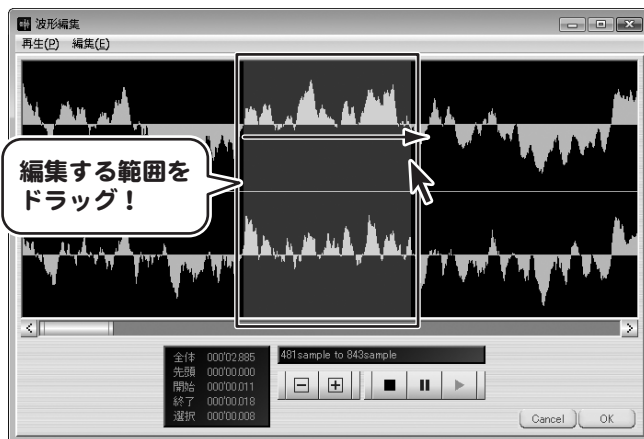 波形編集
再生(P) 編集(E)
編集する範囲を
ドラッグ！
全体 000'02.885
先頭 000'00.000
開始 000'00.011
終了 000'00.018
選択 000'00.008
481sample to 843sample
Cancel
OK